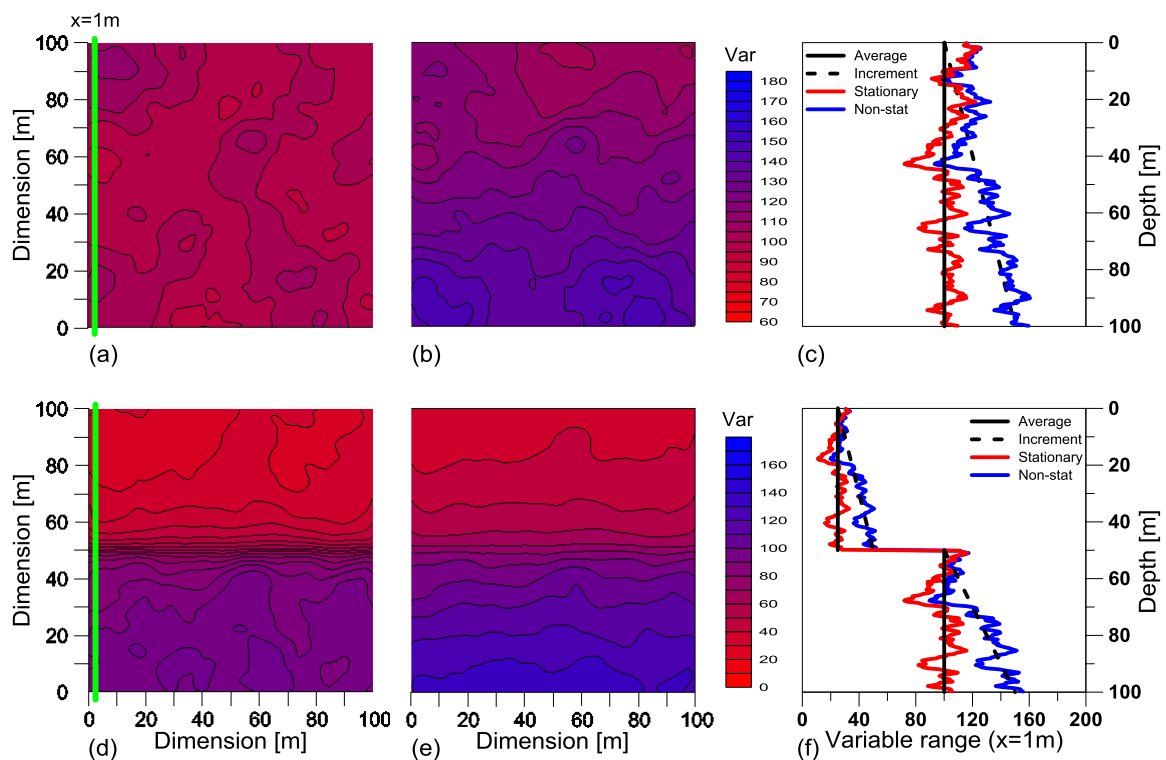 x=1m
100
80
60
40
20
0
Dimension [m]
(a)
(b)
Var
180
170
150
140
130
120
110
100
90
80
70
60
Average
Increment
Stationary
Non-stat
0
20
40
60
80
100
Depth [m]
(c)
100
80
60
40
20
0
Dimension [m]
0 20 40 60 80 100
(d)
Dimension [m]
0 20 40 60 80 100
(e)
Dimension [m]
Var
160
140
120
100
80
60
40
20
0
Average
Increment
Stationary
Non-stat
0
20
40
60
80
100
Depth [m]
0 40 80 120 160 200
(f)
Variable range (x=1m)